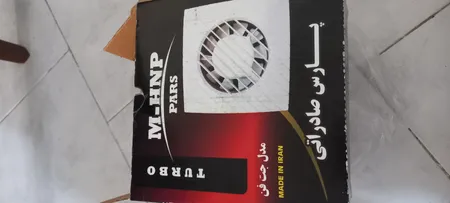 M-HNP
PARS
TURBO
پارس صادراتی
مدل جت فن
MADE IN IRAN